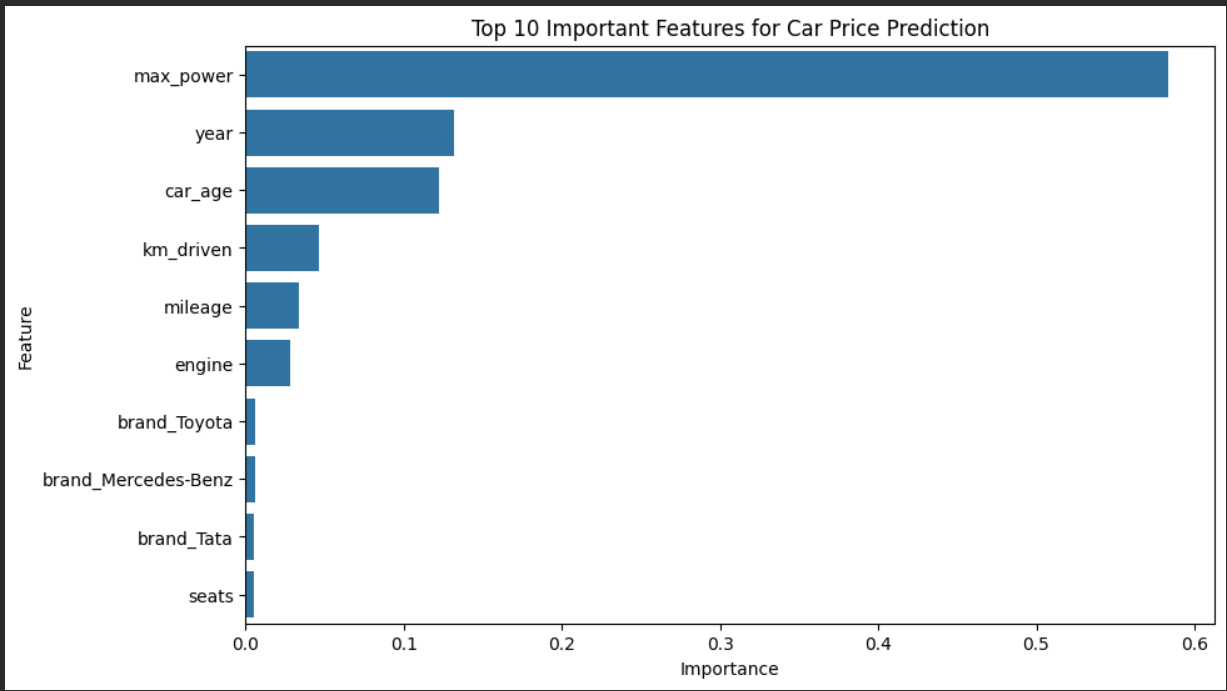 Top 10 Important Features for Car Price Prediction
max_power
year
car_age
km_driven
mileage
engine
brand_Toyota
brand_Mercedes-Benz
brand_Tata
seats
Feature
0.0 0.1 0.2 0.3 0.4 0.5 0.6
Importance